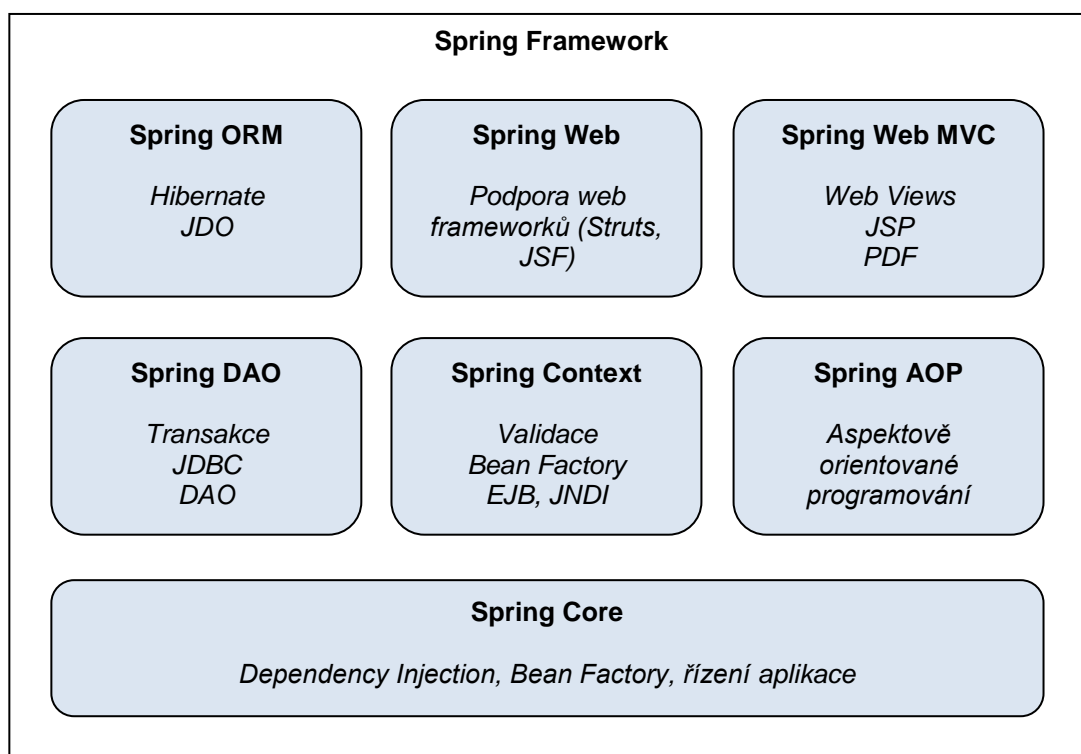 Spring Framework
Spring ORM
Hibernate
JDO
Spring Web
Podpora web
frameworků (Struts,
JSF)
Spring Web MVC
Web Views
JSP
PDF
Spring DAO
Transakce
JDBC
DAO
Spring Context
Validace
Bean Factory
EJB, JNDI
Spring AOP
Aspektově
orientované
programování
Spring Core
Dependency Injection, Bean Factory, řízení aplikace